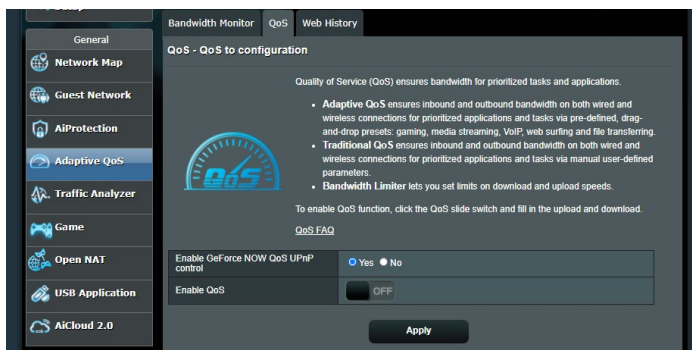 Bandwidth Monitor QoS Web History
General
QoS - QoS to configuration
Network Map
Quality of Service (QoS) ensures bandwidth for prioritized tasks and applications.
Guest Network
• Adaptive QoS ensures inbound and outbound bandwidth on both wired and
wireless connections for prioritized applications and tasks via pre-defined, drag-
and-drop presets: gaming, media streaming, VoIP, web surfing and file transferring.
AiProtection
• Traditional QoS ensures inbound and outbound bandwidth on both wired and
wireless connections for prioritized applications and tasks via manual user-defined
parameters.
Adaptive QoS
QoS
• Bandwidth Limiter lets you set limits on download and upload speeds.
Traffic Analyzer
To enable QoS function, click the QoS slide switch and fill in the upload and download.
Game
QoS FAQ
Open NAT
Enable GeForce NOW QoS UPnP
control
Yes No
USB Application
Enable QoS
OFF
AiCloud 2.0
Apply